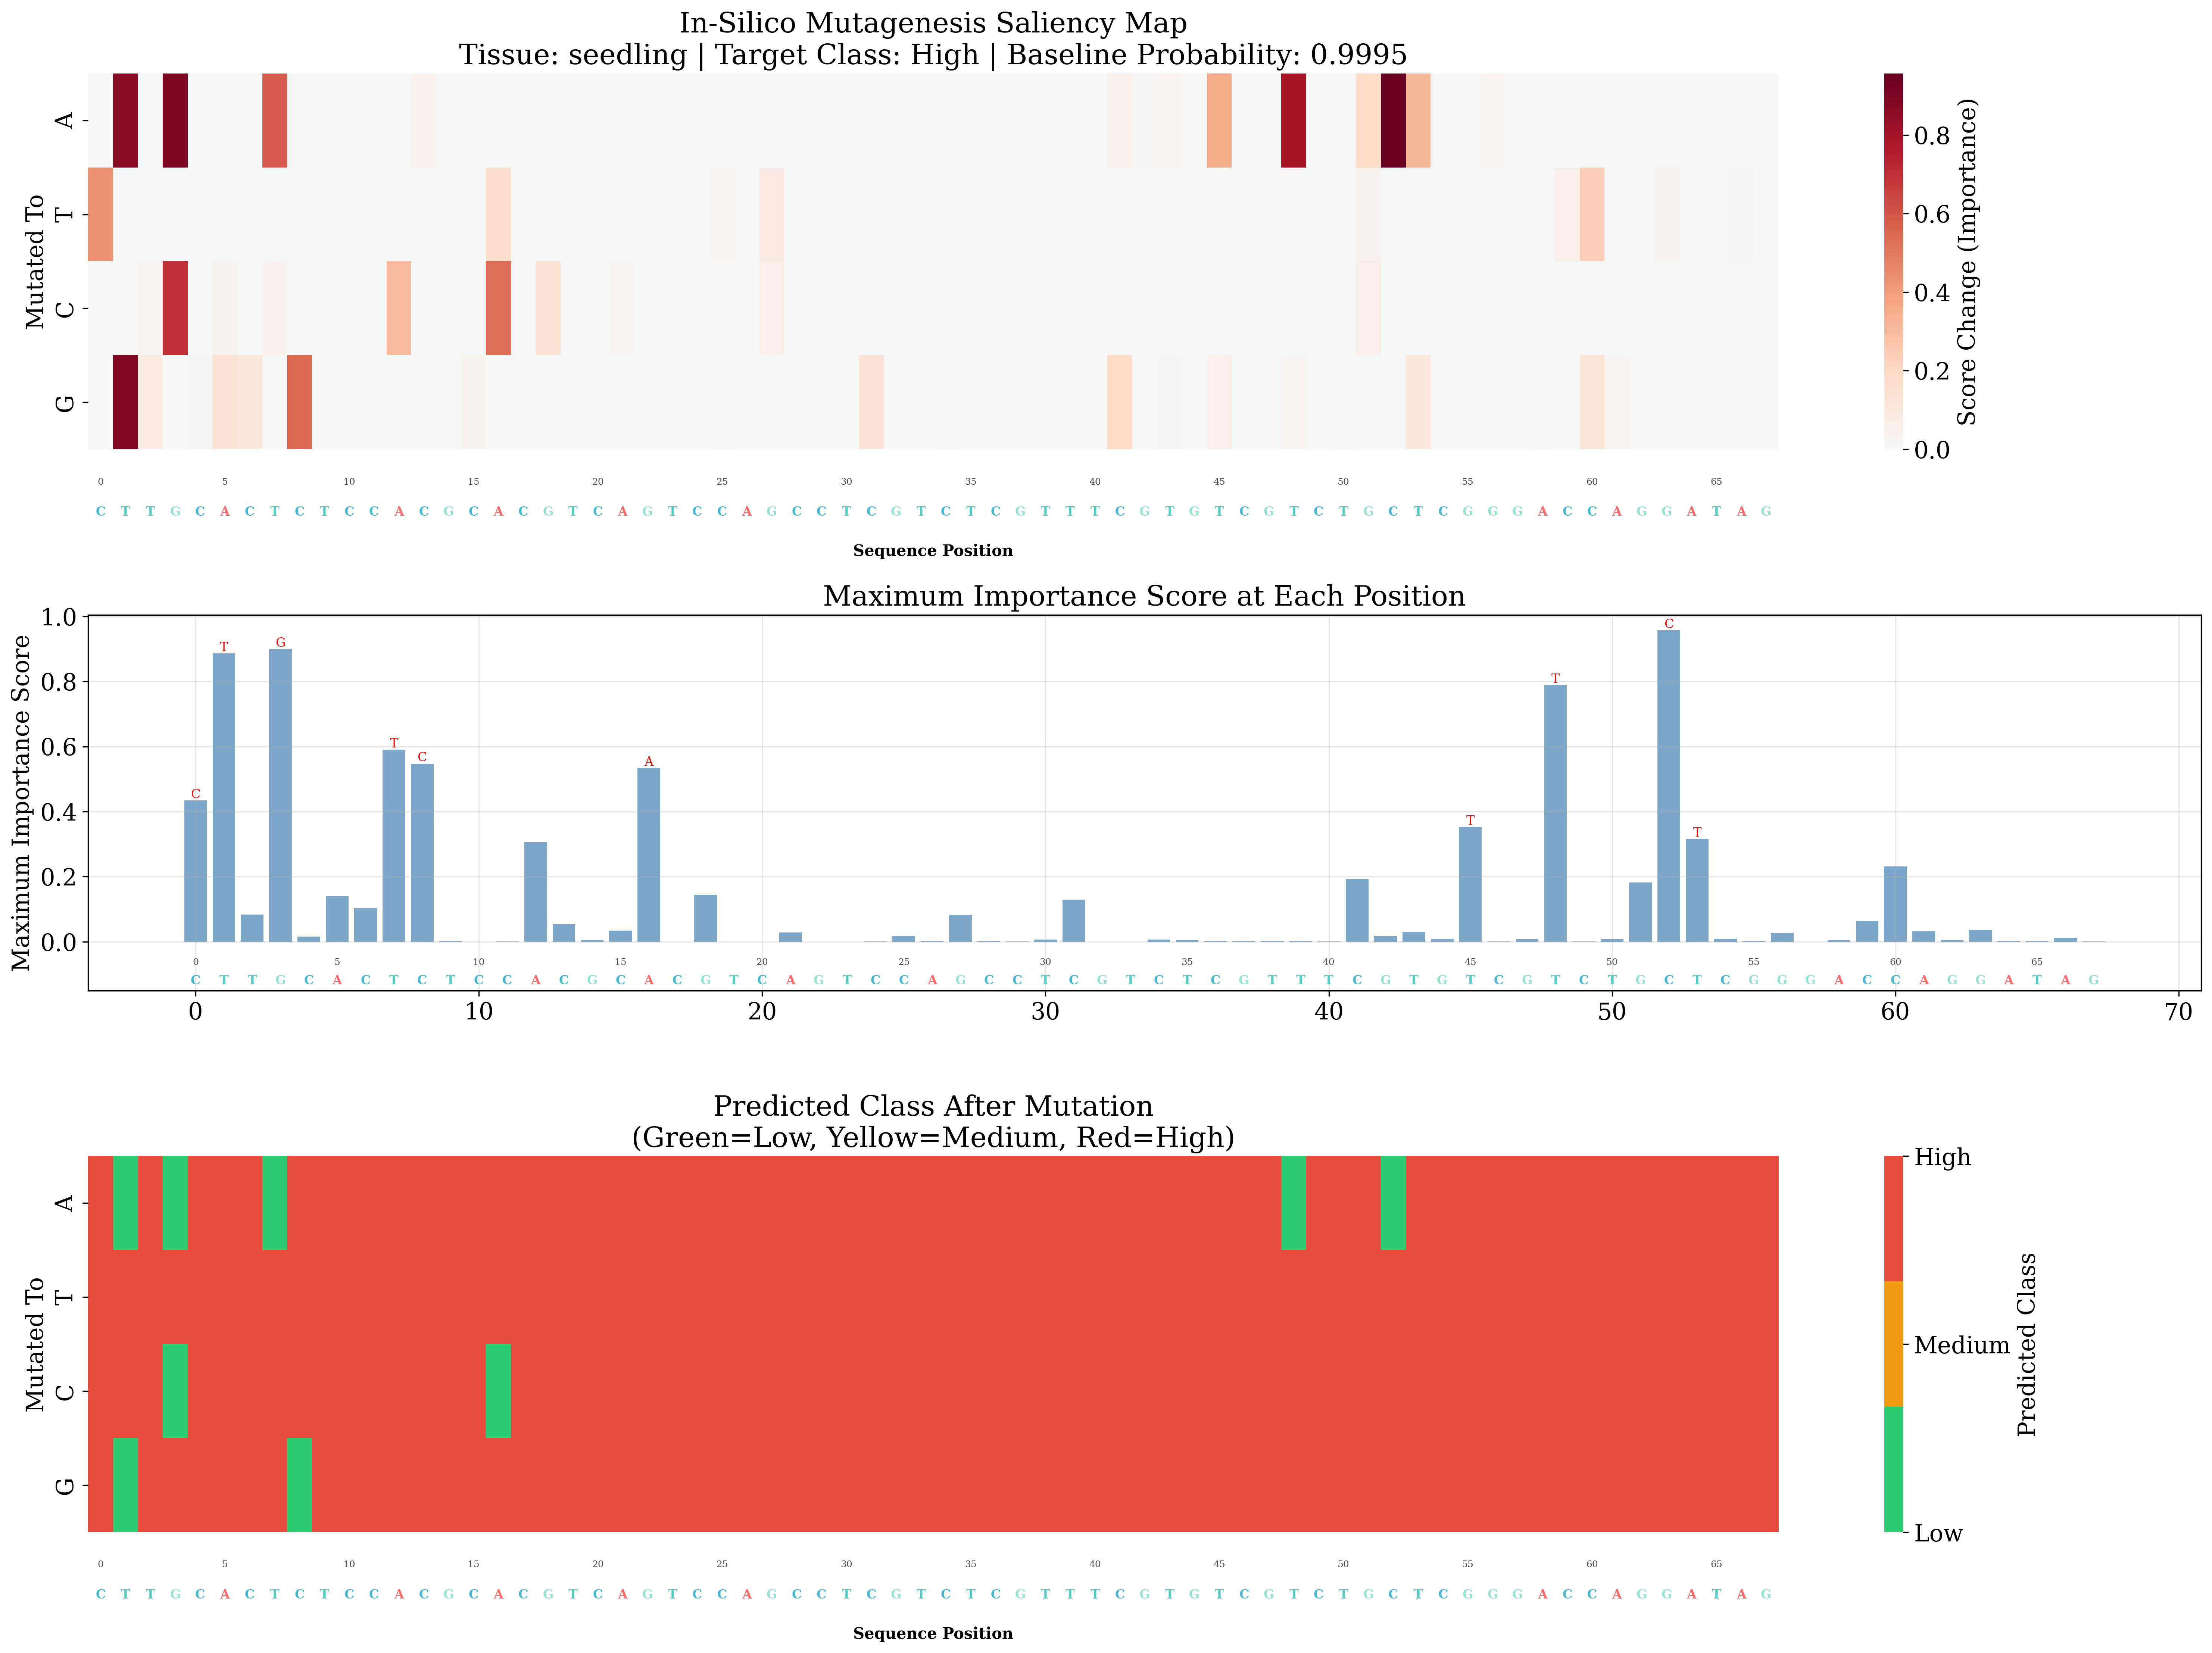 In-Silico Mutagenesis Saliency Map
Tissue: seedling | Target Class: High | Baseline Probability: 0.9995
Mutated To
A
T
C
G
0.8
0.6
0.4
0.2
0.0
Score Change (Importance)
0 5 10 15 20 25 30 35 40 45 50 55 60 65
C T T G C A C T C T C C A C G C A C G T C A G T C C A G C C T C G T C T C G T T T C G T G T C G T C T G C T C G G G A C C A G G A T A G
Sequence Position
Maximum Importance Score at Each Position
Maximum Importance Score
1.0
0.8
0.6
0.4
0.2
0.0
C T G T C A T T C T
0 5 10 15 20 25 30 35 40 45 50 55 60 65
C T T G C A C T C T C C A C G C A C G T C A G T C C A G C C T C G T C T C G T T T C G T G T C G T C T G C T C G G G A C C A G G A T A G
0 10 20 30 40 50 60 70
Predicted Class After Mutation
(Green=Low, Yellow=Medium, Red=High)
Mutated To
A
T
C
G
High
Medium
Low
Predicted Class
0 5 10 15 20 25 30 35 40 45 50 55 60 65
C T T G C A C T C T C C A C G C A C G T C A G T C C A G C C T C G T C T C G T T T C G T G T C G T C T G C T C G G G A C C A G G A T A G
Sequence Position